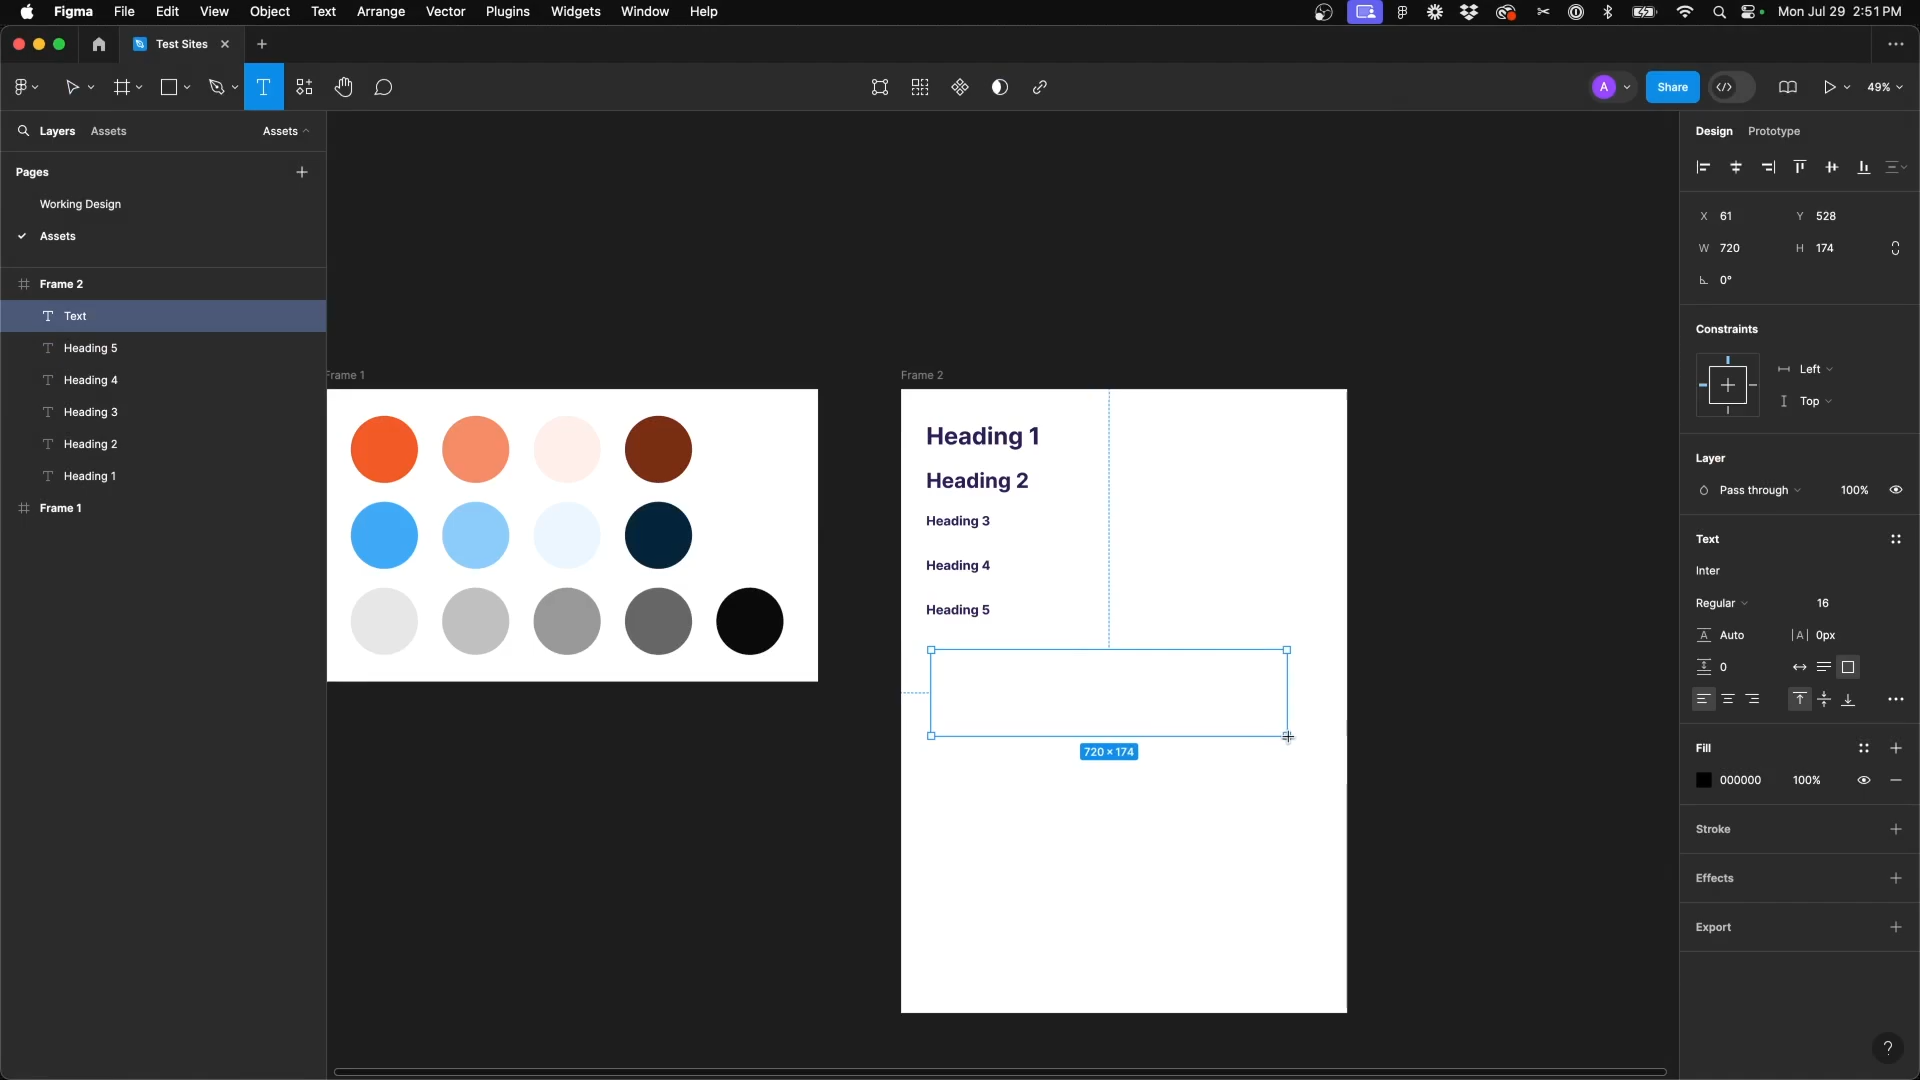 Figma File Edit View Object Text Arrange Vector Plugins Widgets Window Help Mon Jul 29 2:51 PM
Test Sites
A Share 49%
Layers Assets Assets
Pages
Working Design
Assets
Frame 2
Text
Heading 5
Heading 4
Heading 3
Heading 2
Heading 1
Frame 1
Frame 1
Frame 2
Heading 1
Heading 2
Heading 3
Heading 4
Heading 5
720 × 174
Design Prototype
X 61 Y 528
W 720 H 174
0°
Constraints
Left
Top
Layer
Pass through 100%
Text
Inter
Regular 16
A Auto |A| 0px
0
Fill
000000 100%
Stroke
Effects
Export
?